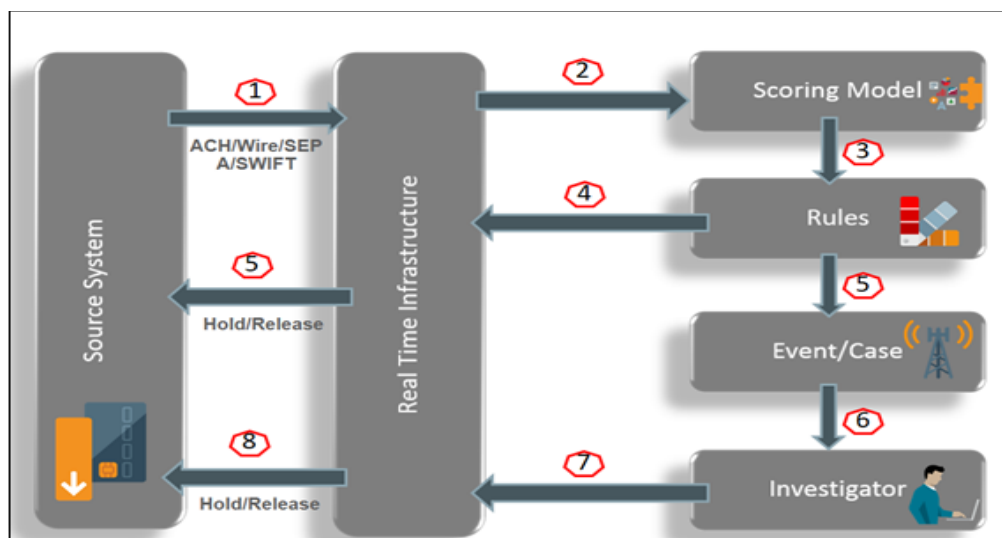 Source System
1
ACH/Wire/SEP
A/SWIFT
5
Hold/Release
8
Hold/Release
Real Time Infrastructure
2
4
7
Scoring Model
3
Rules
5
Event/Case
6
Investigator